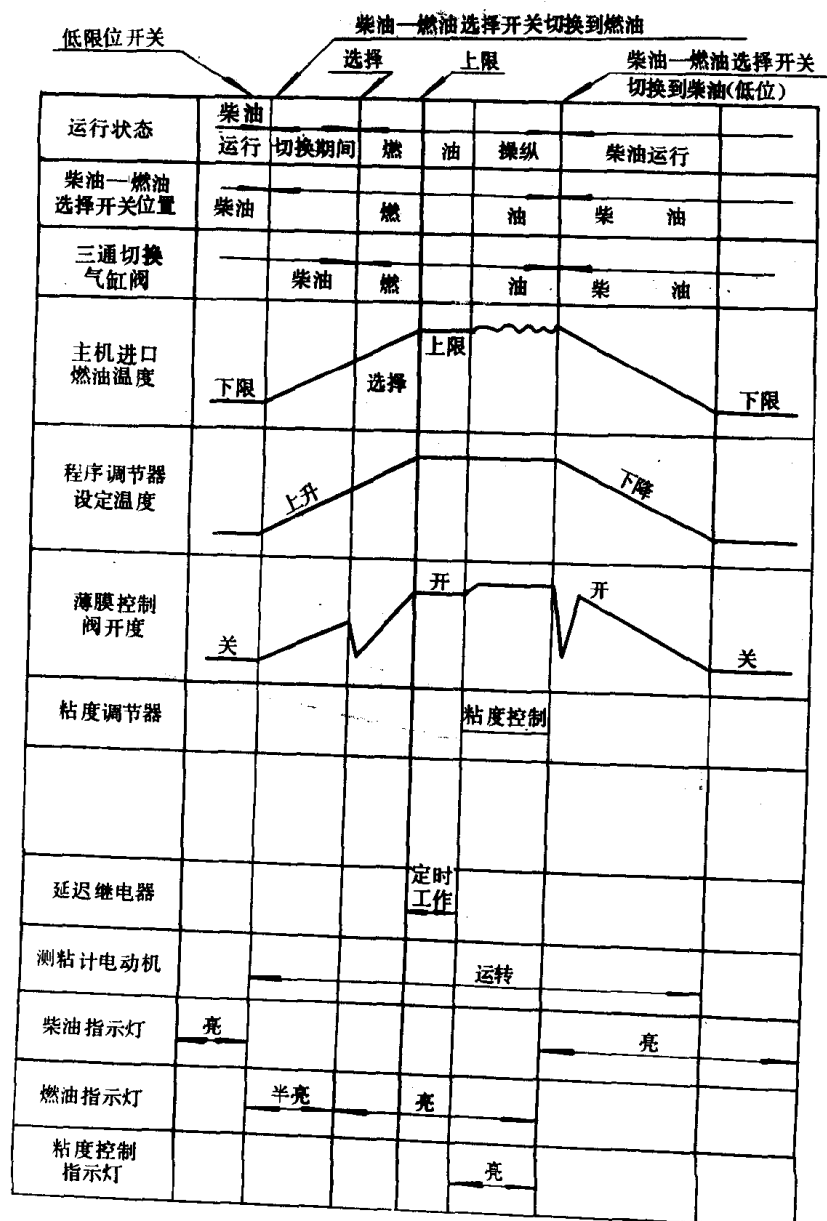 柴油—燃油选择开关切换到燃油
低限位开关
选择
上限
柴油—燃油选择开关
切换到柴油(低位)
运行状态
柴油
运行
切换期间
燃
油
操纵
柴油运行
柴油—燃油
选择开关位置
柴油
燃
油
柴
油
三通切换
气缸阀
柴油
燃
油
柴
油
主机进口
燃油温度
下限
选择
上限
下限
程序调节器
设定温度
上升
下降
薄膜控制
阀开度
关
开
开
关
粘度调节器
粘度控制
延迟继电器
定时
工作
测粘计电动机
运转
柴油指示灯
亮
亮
燃油指示灯
半亮
亮
粘度控制
指示灯
亮